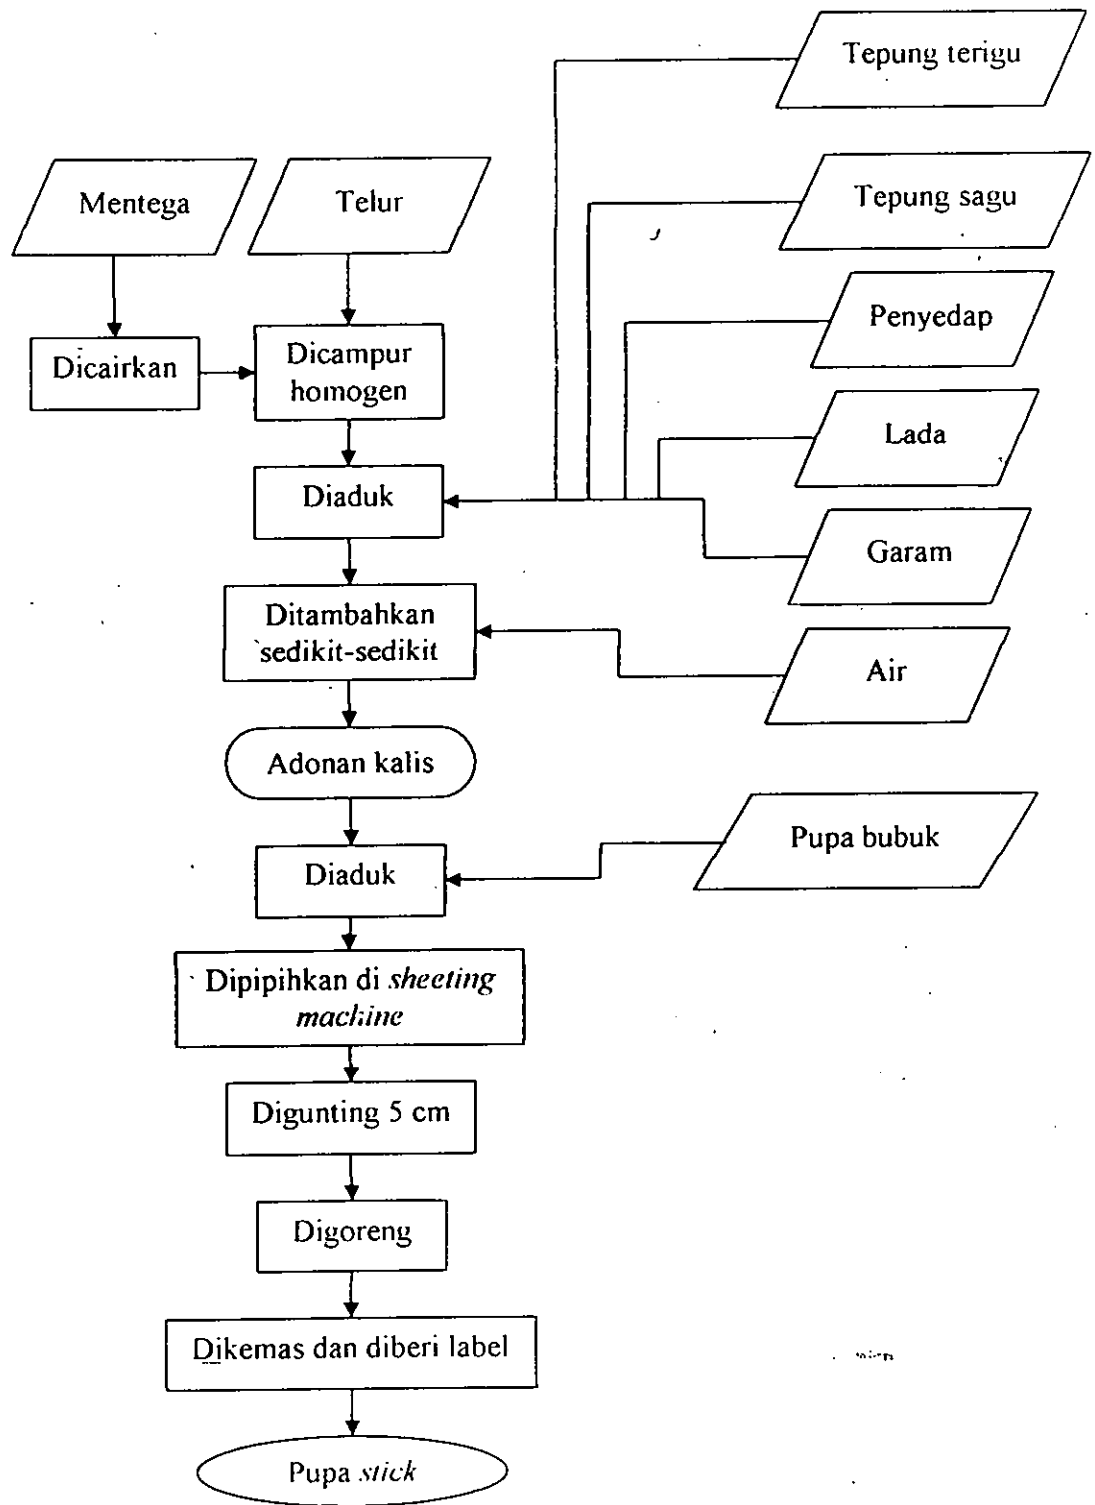 Tepung terigu
Mentega
Telur
Tepung sagu
Penyedap
Dicairkan
Dicampur
homogen
Lada
Diaduk
Garam
Ditambahkan
sedikit-sedikit
Air
Adonan kalis
Pupa bubuk
Diaduk
Dipipihkan di sheeting
machine
Digunting 5 cm
Digoreng
Dikemas dan diberi label
Pupa stick